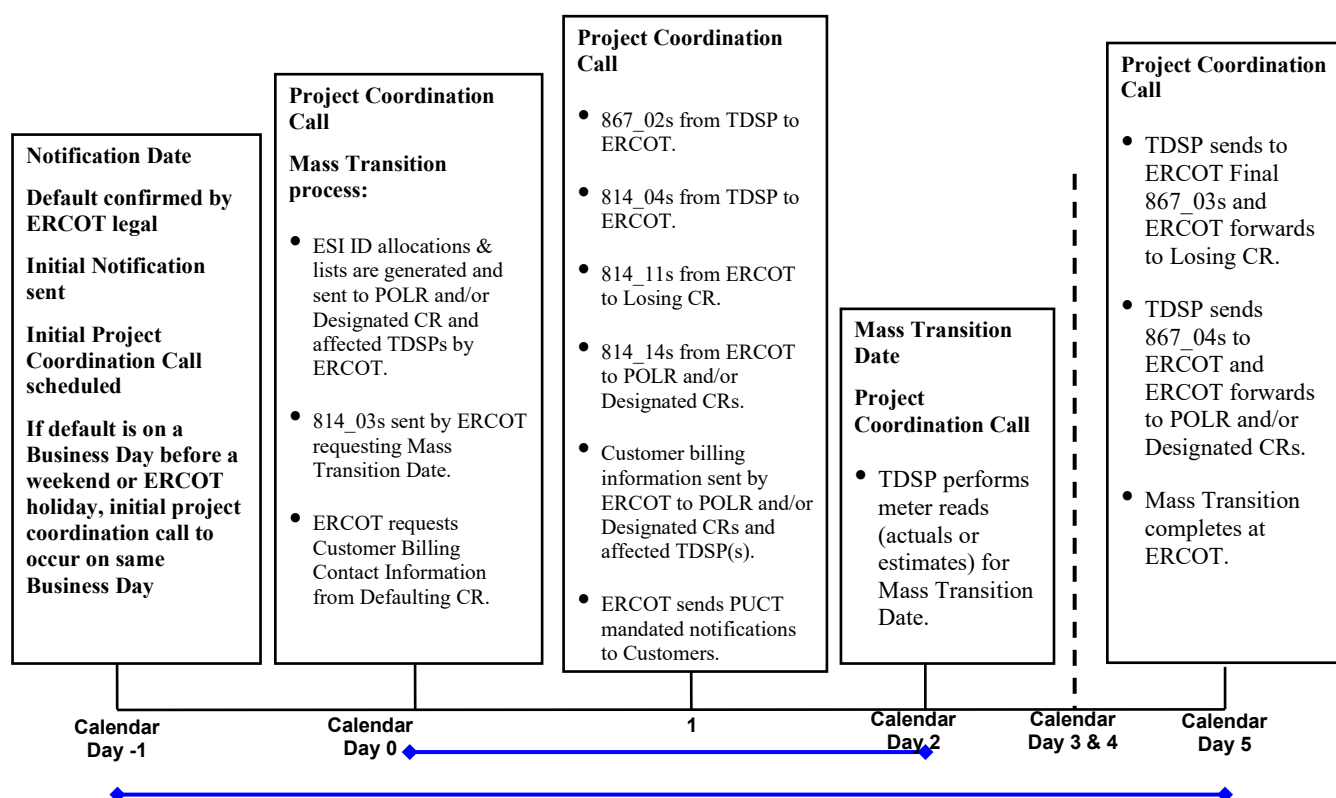 Notification Date
Default confirmed by
ERCOT legal
Initial Notification
sent
Initial Project
Coordination Call
scheduled
If default is on a
Business Day before a
weekend or ERCOT
holiday, initial project
coordination call to
occur on same
Business Day
Project Coordination
Call
Mass Transition
process:
• ESI ID allocations &
lists are generated and
sent to POLR and/or
Designated CR and
affected TDSPs by
ERCOT.
• 814_03s sent by ERCOT
requesting Mass
Transition Date.
• ERCOT requests
Customer Billing
Contact Information
from Defaulting CR.
Project Coordination
Call
• 867_02s from TDSP to
ERCOT.
• 814_04s from TDSP to
ERCOT.
• 814_11s from ERCOT
to Losing CR.
• 814_14s from ERCOT
to POLR and/or
Designated CRs.
• Customer billing
information sent by
ERCOT to POLR and/or
Designated CRs and
affected TDSP(s).
• ERCOT sends PUCT
mandated notifications
to Customers.
Mass Transition
Date
Project
Coordination Call
• TDSP performs
meter reads
(actuals or
estimates) for
Mass Transition
Date.
Project Coordination
Call
• TDSP sends to
ERCOT Final
867_03s and
ERCOT forwards
to Losing CR.
• TDSP sends
867_04s to
ERCOT and
ERCOT forwards
to POLR and/or
Designated CRs.
• Mass Transition
completes at
ERCOT.
Calendar
Day -1
Calendar
Day 0
1
Calendar
Day 2
Calendar
Day 3 & 4
Calendar
Day 5